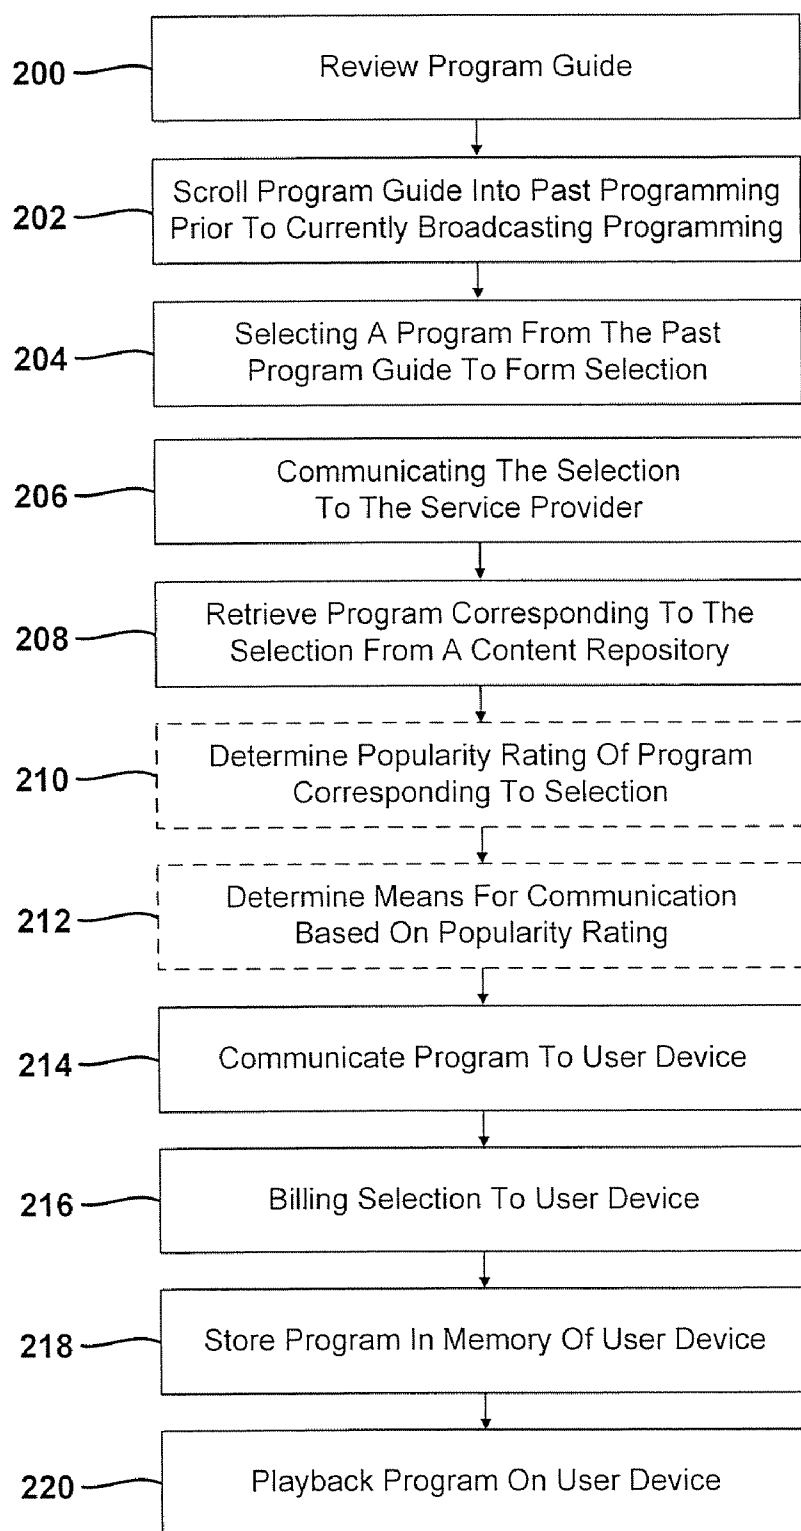 200
Review Program Guide
202
Scroll Program Guide Into Past Programming
Prior To Currently Broadcasting Programming
204
Selecting A Program From The Past
Program Guide To Form Selection
206
Communicating The Selection
To The Service Provider
208
Retrieve Program Corresponding To The
Selection From A Content Repository
210
Determine Popularity Rating Of Program
Corresponding To Selection
212
Determine Means For Communication
Based On Popularity Rating
214
Communicate Program To User Device
216
Billing Selection To User Device
218
Store Program In Memory Of User Device
220
Playback Program On User Device